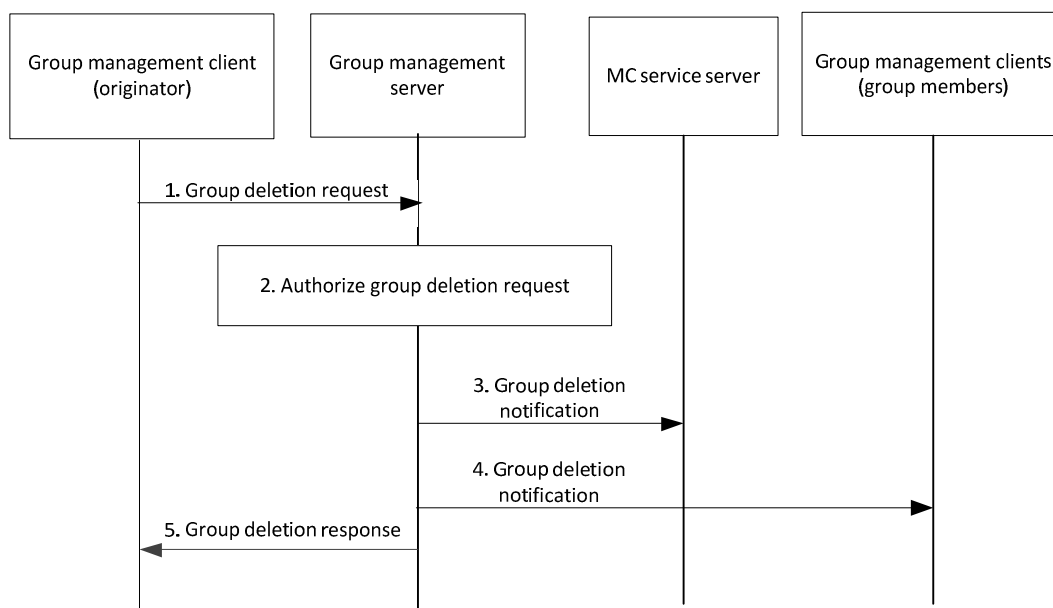 Group management client
(originator)
Group management
server
MC service server
Group management clients
(group members)
1. Group deletion request
2. Authorize group deletion request
3. Group deletion
notification
4. Group deletion
notification
5. Group deletion response